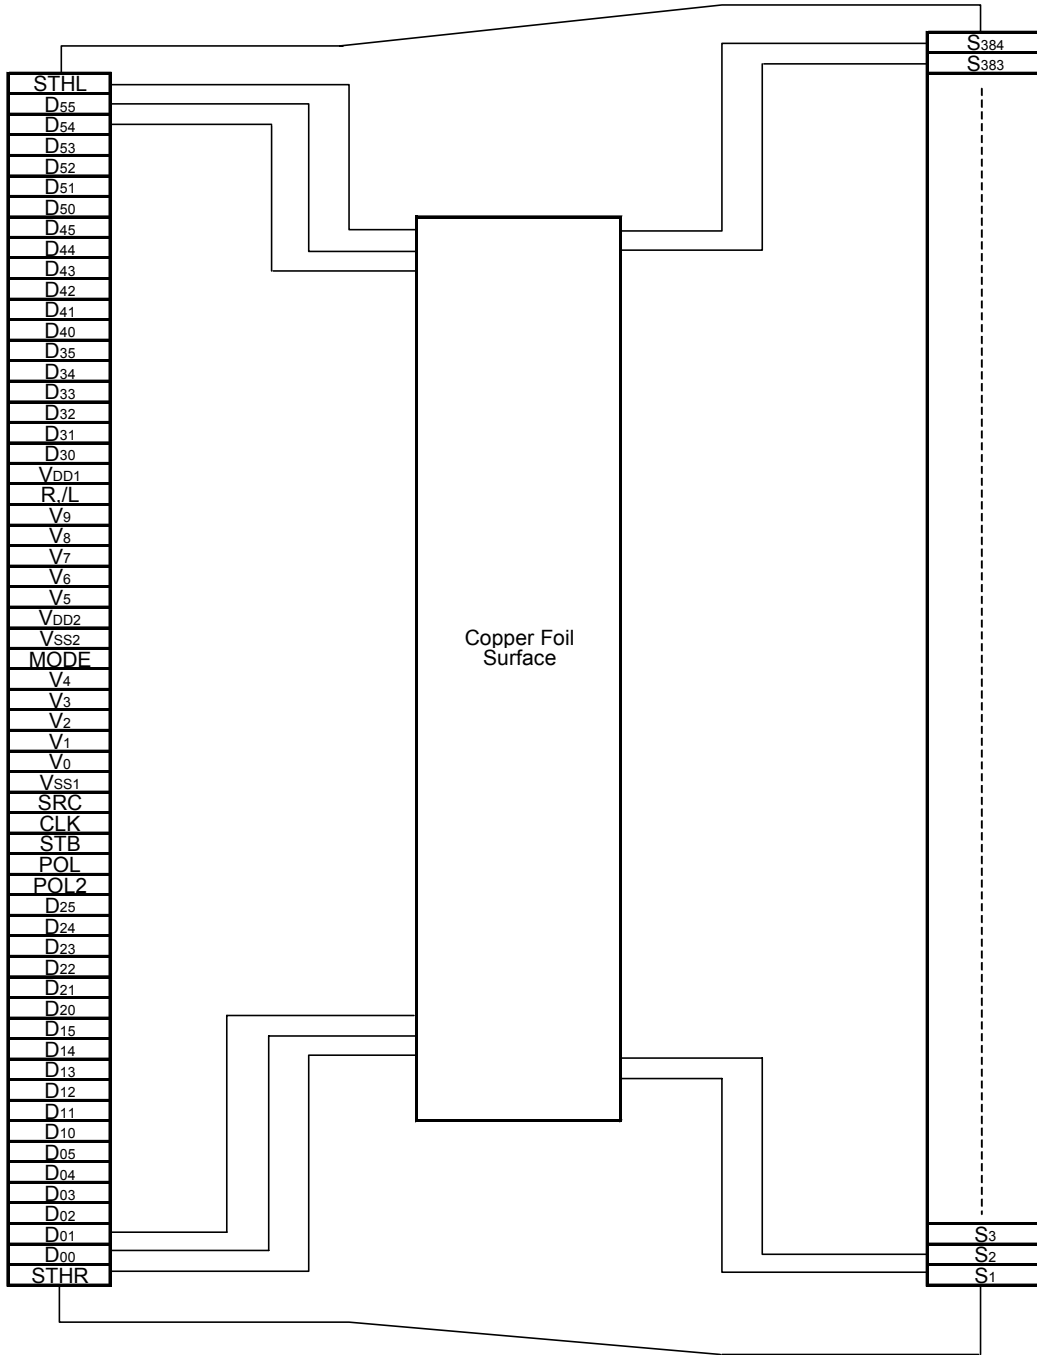 STHL
D55
D54
D53
D52
D51
D50
D45
D44
D43
D42
D41
D40
D35
D34
D33
D32
D31
D30
VDD1
R,/L
V9
V8
V7
V6
V5
VDD2
VSS2
MODE
V4
V3
V2
V1
V0
VSS1
SRC
CLK
STB
POL
POL2
D25
D24
D23
D22
D21
D20
D15
D14
D13
D12
D11
D10
D05
D04
D03
D02
D01
D00
STHR
Copper Foil
Surface
S384
S383
S3
S2
S1